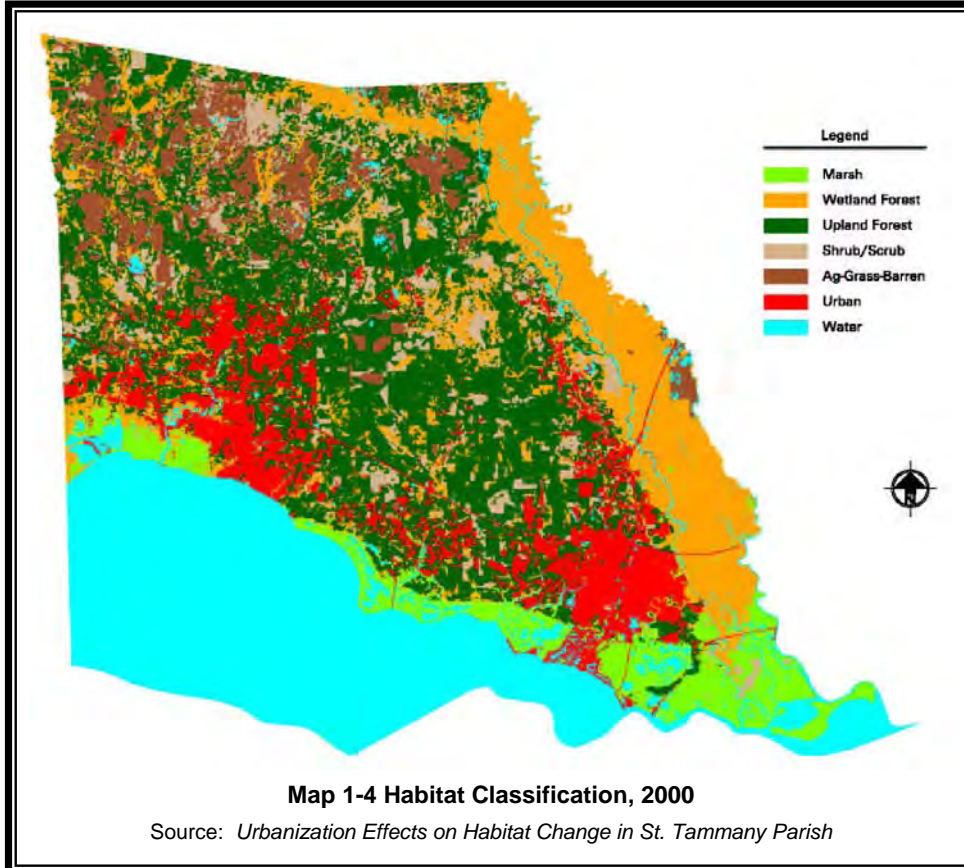 Legend
Marsh
Wetland Forest
Upland Forest
Shrub/Scrub
Ag-Grass-Barren
Urban
Water
N
Map 1-4 Habitat Classification, 2000
Source: Urbanization Effects on Habitat Change in St. Tammany Parish